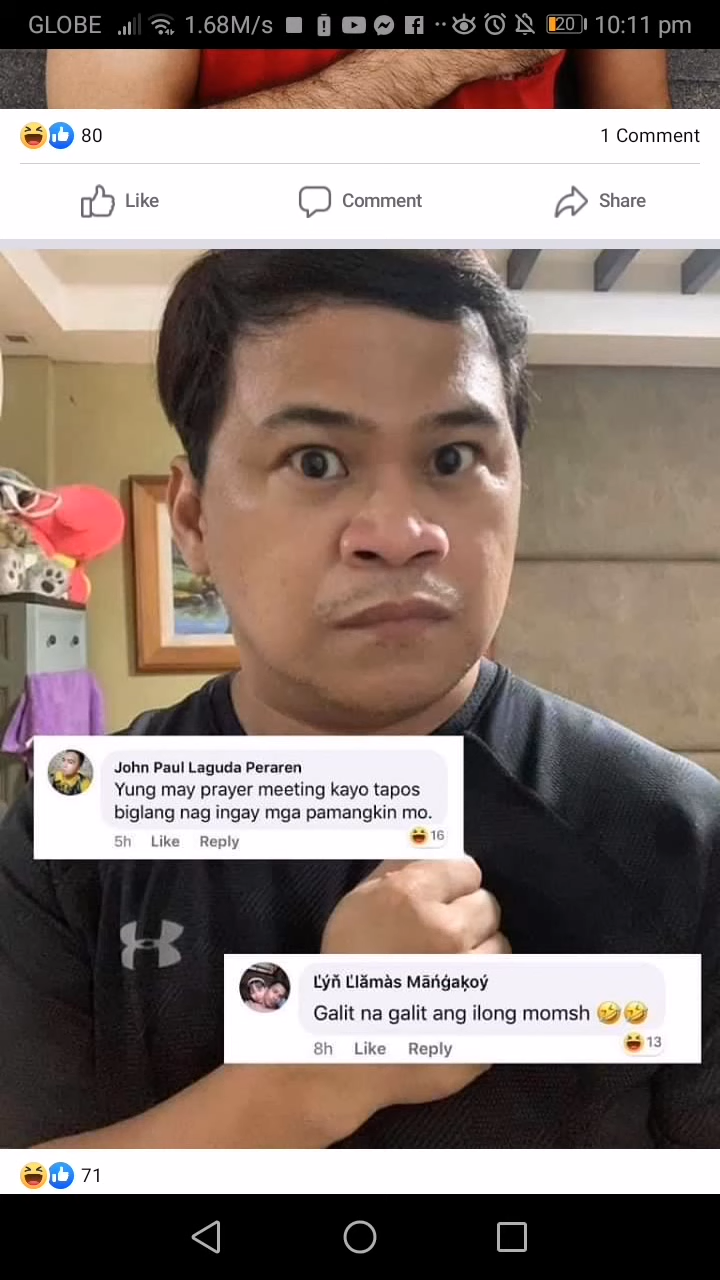 GLOBE 1.68M/s 20 10:11 pm
80 1 Comment
Like Comment Share
John Paul Laguda Peraren
Yung may prayer meeting kayo tapos
biglang nag ingay mga pamangkin mo.
16
5h Like Reply
Ľýň Ľlămàs Māńģaķoý
Galit na galit ang ilong momsh 🤣🤣
13
8h Like Reply
71